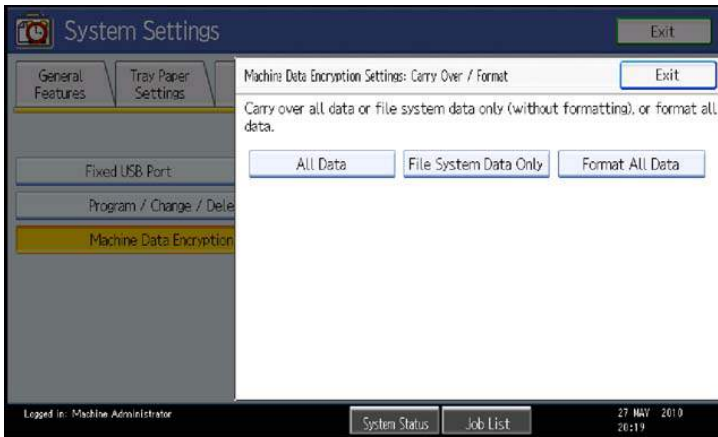 System Settings
Exit
General Features
Tray Paper Settings
Machine Data Encryption Settings: Carry Over / Format
Exit
Carry over all data or file system data only (without formatting), or format all
data.
All Data
File System Data Only
Format All Data
Fixed USB Port
Program / Change / Dele
Machine Data Encryption
Logged in: Machine Administrator
System Status
Job List
27 MAY 2010
20:19